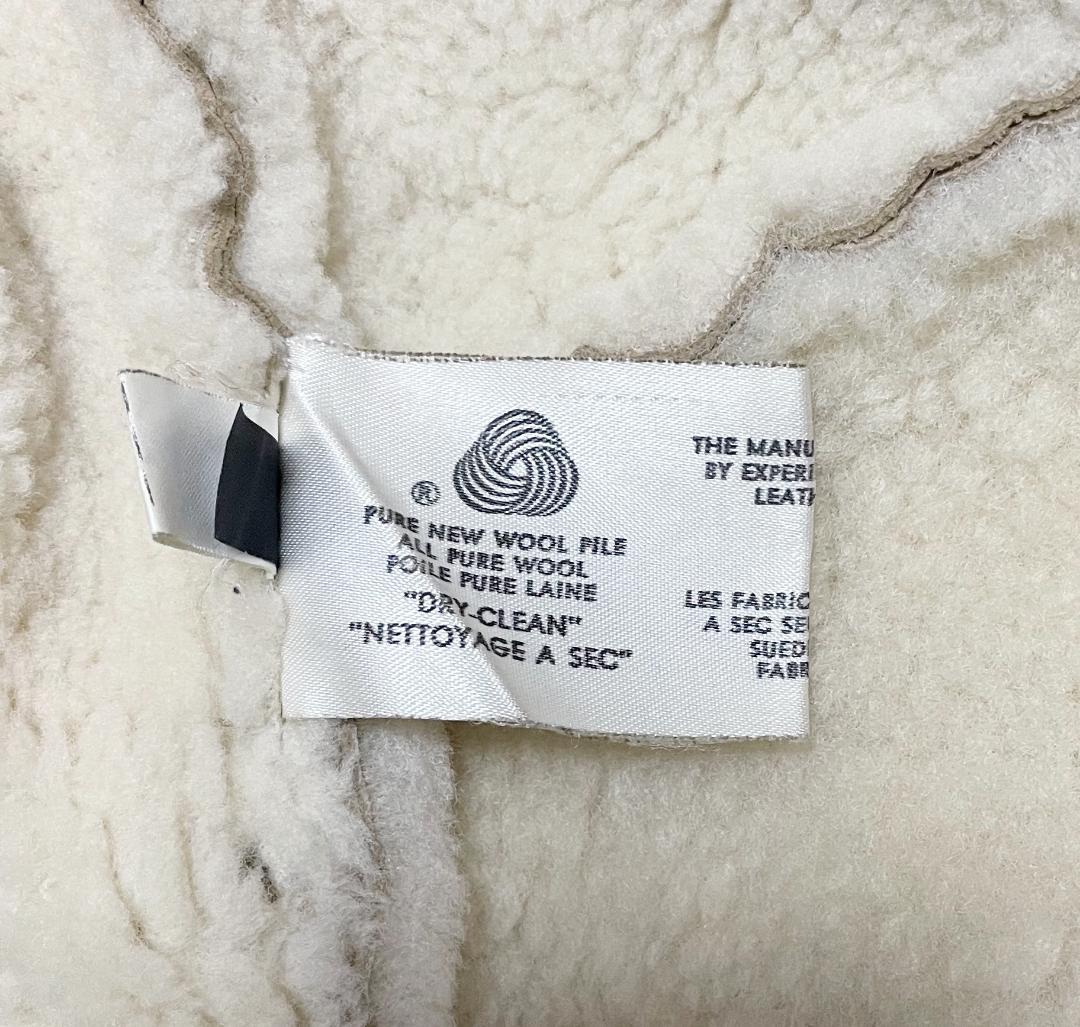 ®
PURE NEW WOOL PILE
ALL PURE WOOL
POILE PURE LAINE
"DRY-CLEAN"
"NETTOYAGE A SEC"
THE MANU
BY EXPERI
LEATH
LES FABRIC
A SEC SE
SUED
FABR